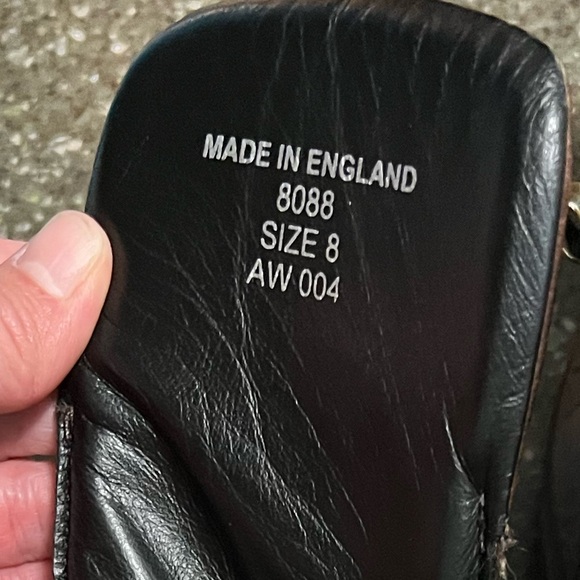 MADE IN ENGLAND
8088
SIZE 8
AW 004